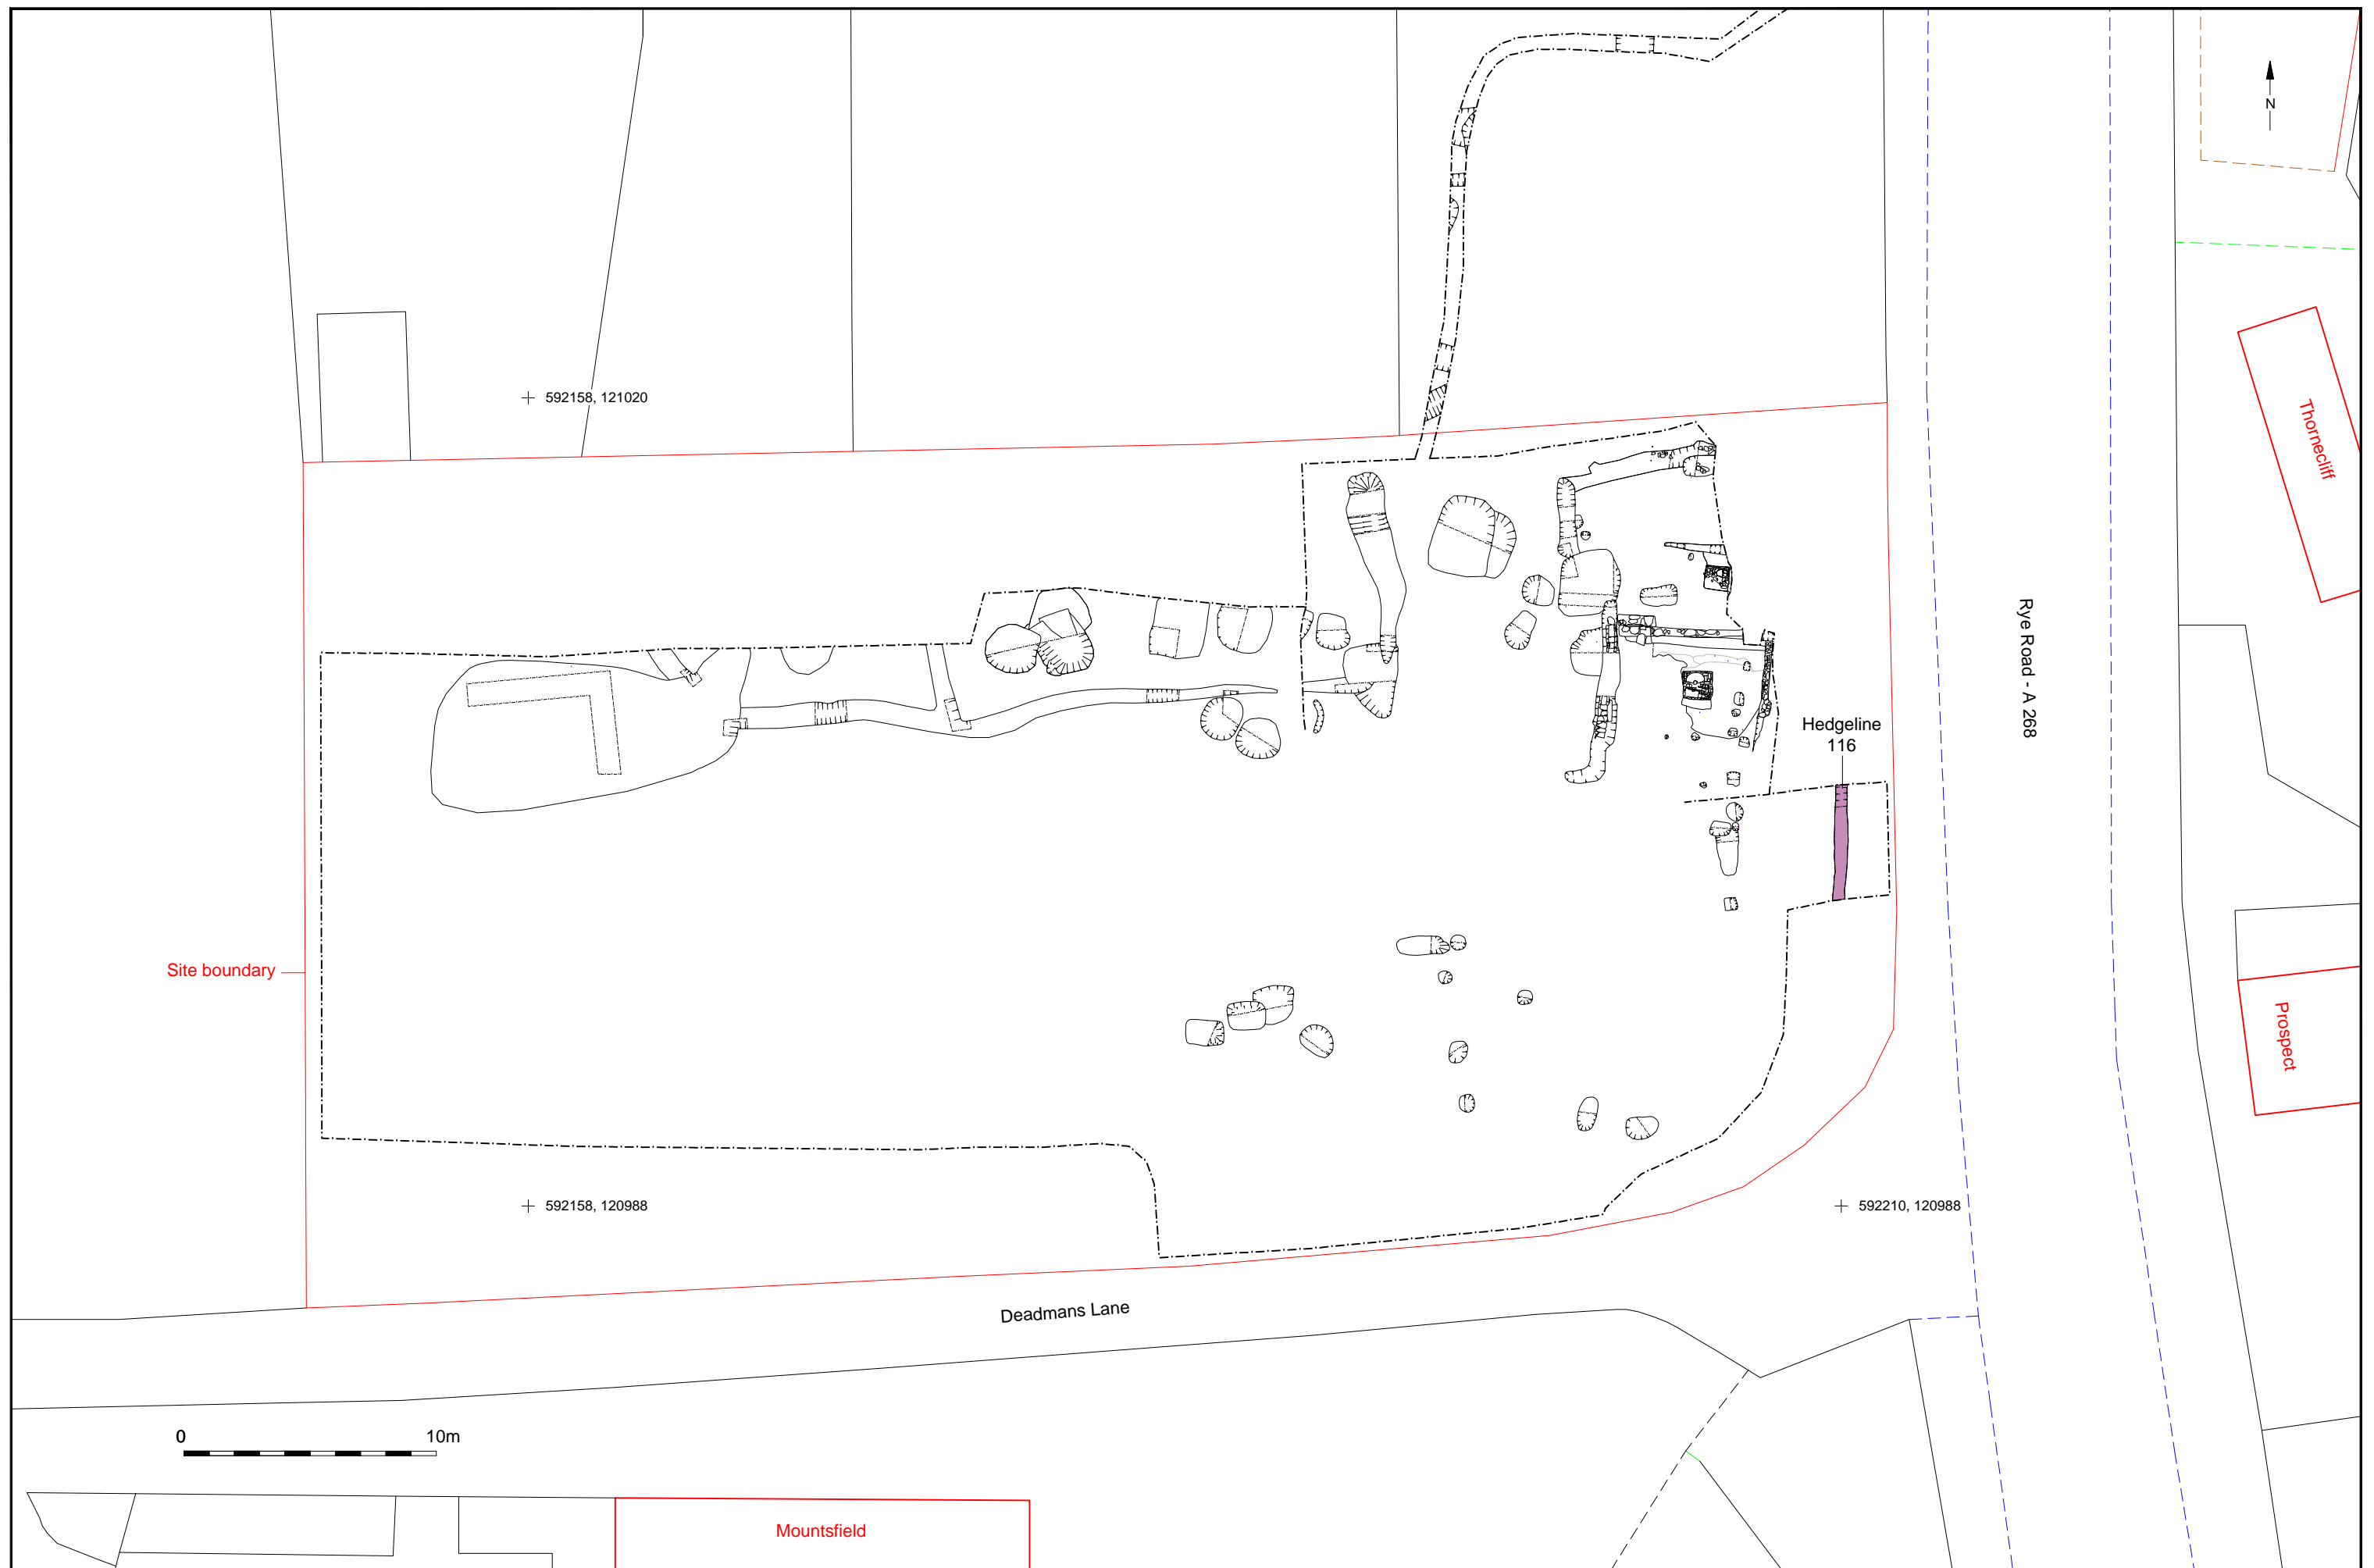 N
592158, 121020
Thornecliff
Rye Road - A 268
Hedgeline
116
Site boundary
Prospect
592158, 120988
592210, 120988
Deadmans Lane
0 10m
Mountsfield